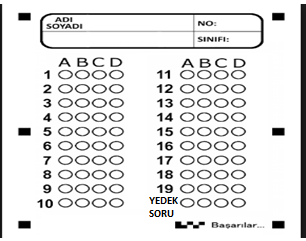 ADI
SOYADI
NO:
SINIFI:
A B C D
1
2
3
4
5
6
7
8
9
10
A B C D
11
12
13
14
15
16
17
18
19
YEDEK
SORU
Başarılar...